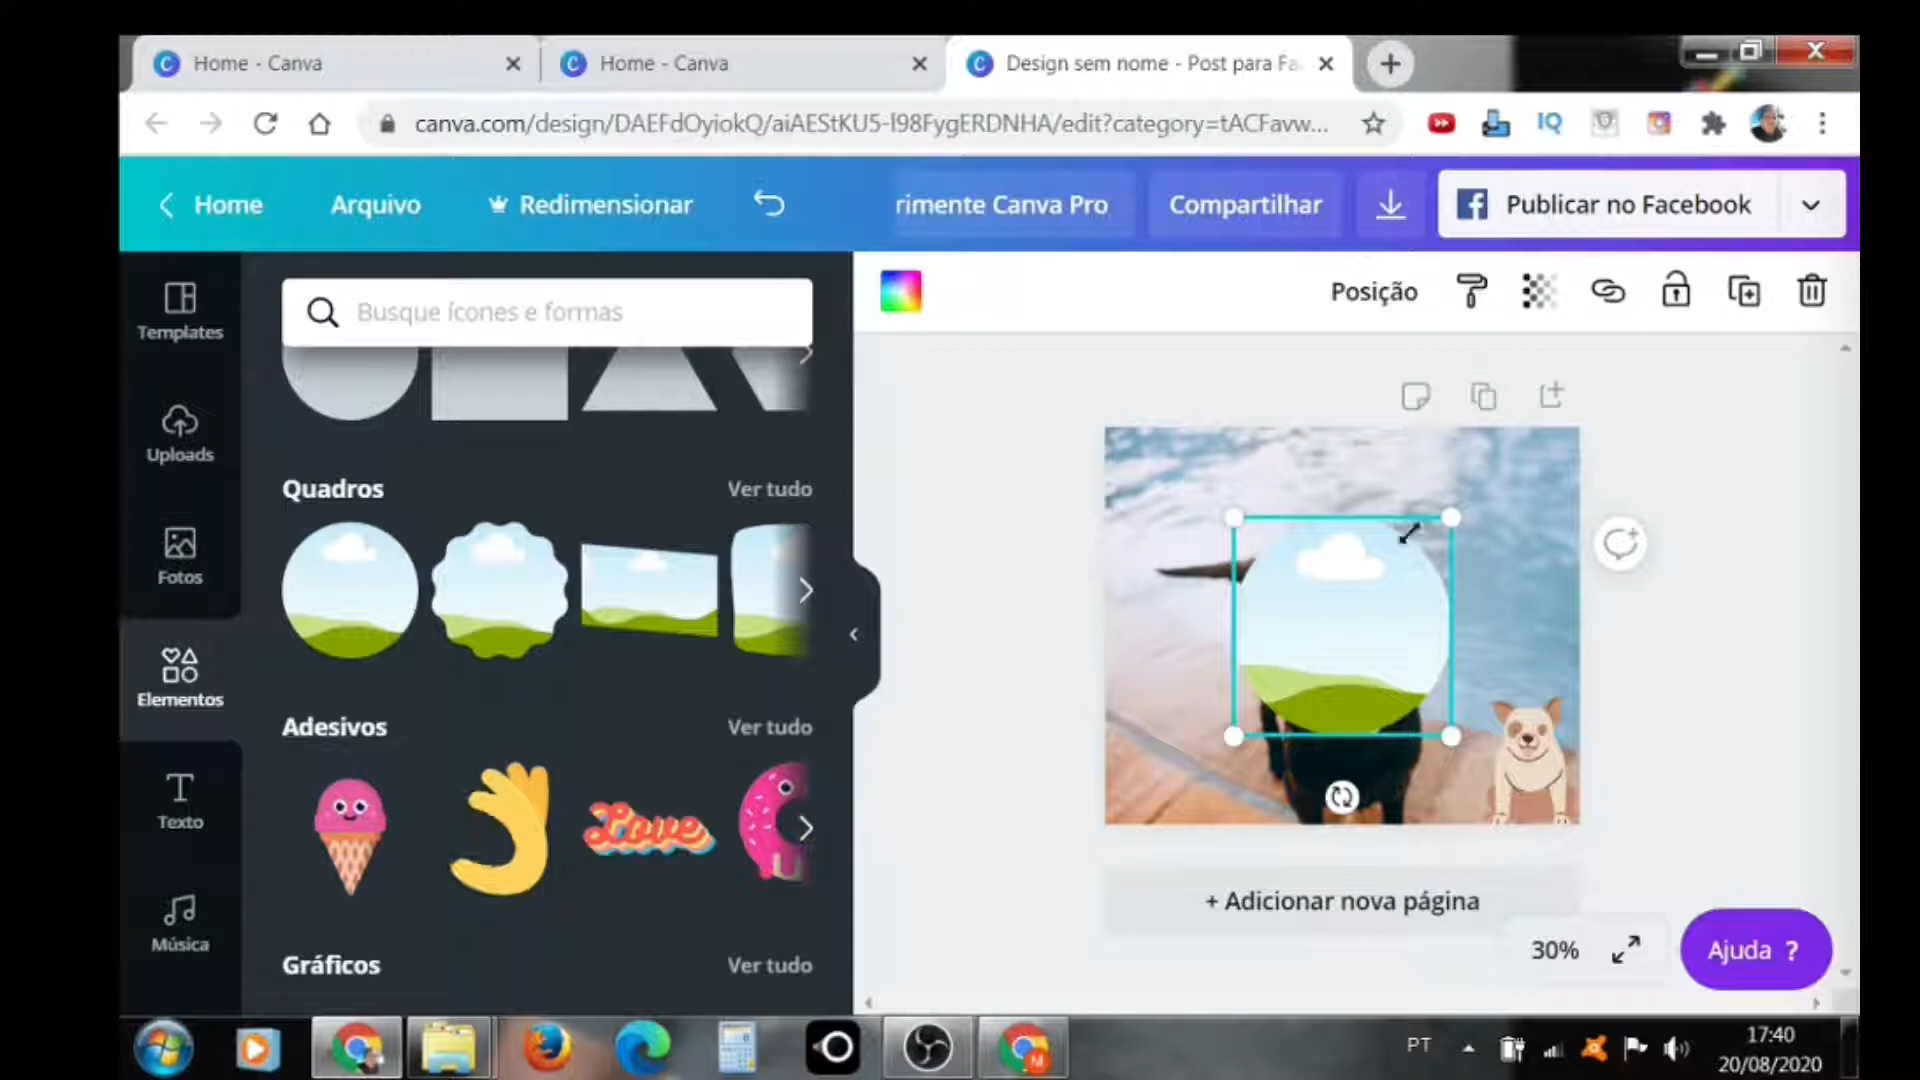 Home - Canva
Home - Canva
Design sem nome - Post para Fa
canva.com/design/DAEFdOyiokQ/aiAEStKU5-l98FygERDNHA/edit?category=tACFavw...
IQ
Home
Arquivo
Redimensionar
rimente Canva Pro
Compartilhar
Publicar no Facebook
Templates
Busque ícones e formas
Posição
Uploads
Quadros
Ver tudo
Fotos
Elementos
Adesivos
Ver tudo
Texto
Love
+ Adicionar nova página
Música
Gráficos
Ver tudo
30%
Ajuda ?
PT
17:40
20/08/2020